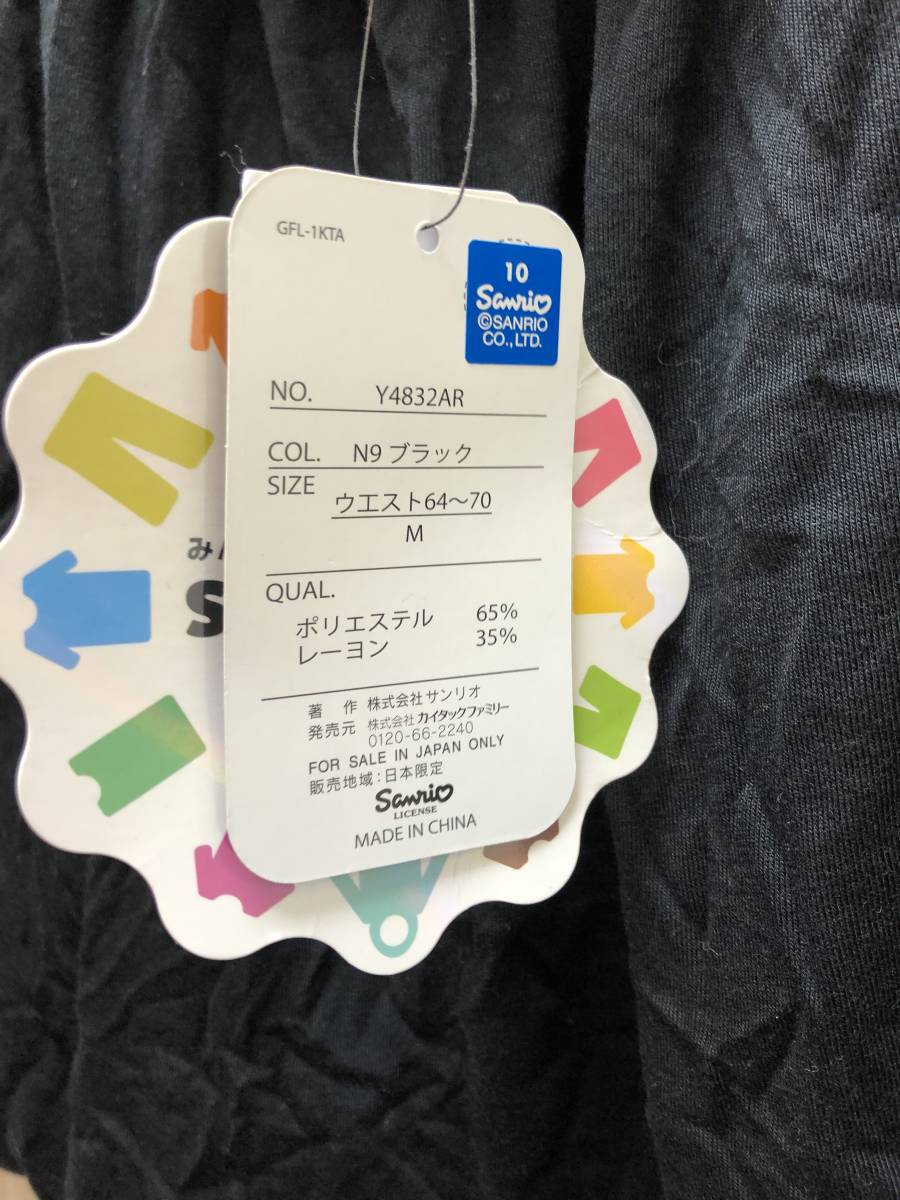 GFL-1KTA
10
Sanrio
©SANRIO
CO.,LTD.
NO. Y4832AR
COL. N9 ブラック
SIZE ウエスト64〜70
M
QUAL.
ポリエステル 65%
レーヨン 35%
著 作 株式会社 サンリオ
発売元 株式会社 カイタックファミリー
0120-66-2240
FOR SALE IN JAPAN ONLY
販売地域:日本限定
Sanrio
LICENSE
MADE IN CHINA
み
S